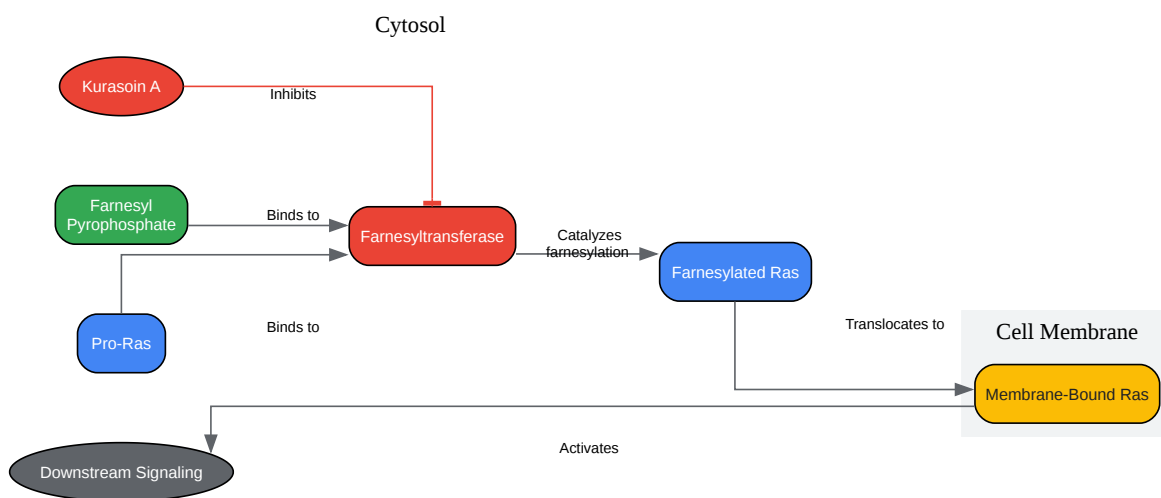 Cytosol
Kurasoin A
Inhibits
Farnesyl
Pyrophosphate
Binds to
Farnesyltransferase
Catalyzes
farnesylation
Farnesylated Ras
Pro-Ras
Binds to
Translocates to
Cell Membrane
Membrane-Bound Ras
Activates
Downstream Signaling